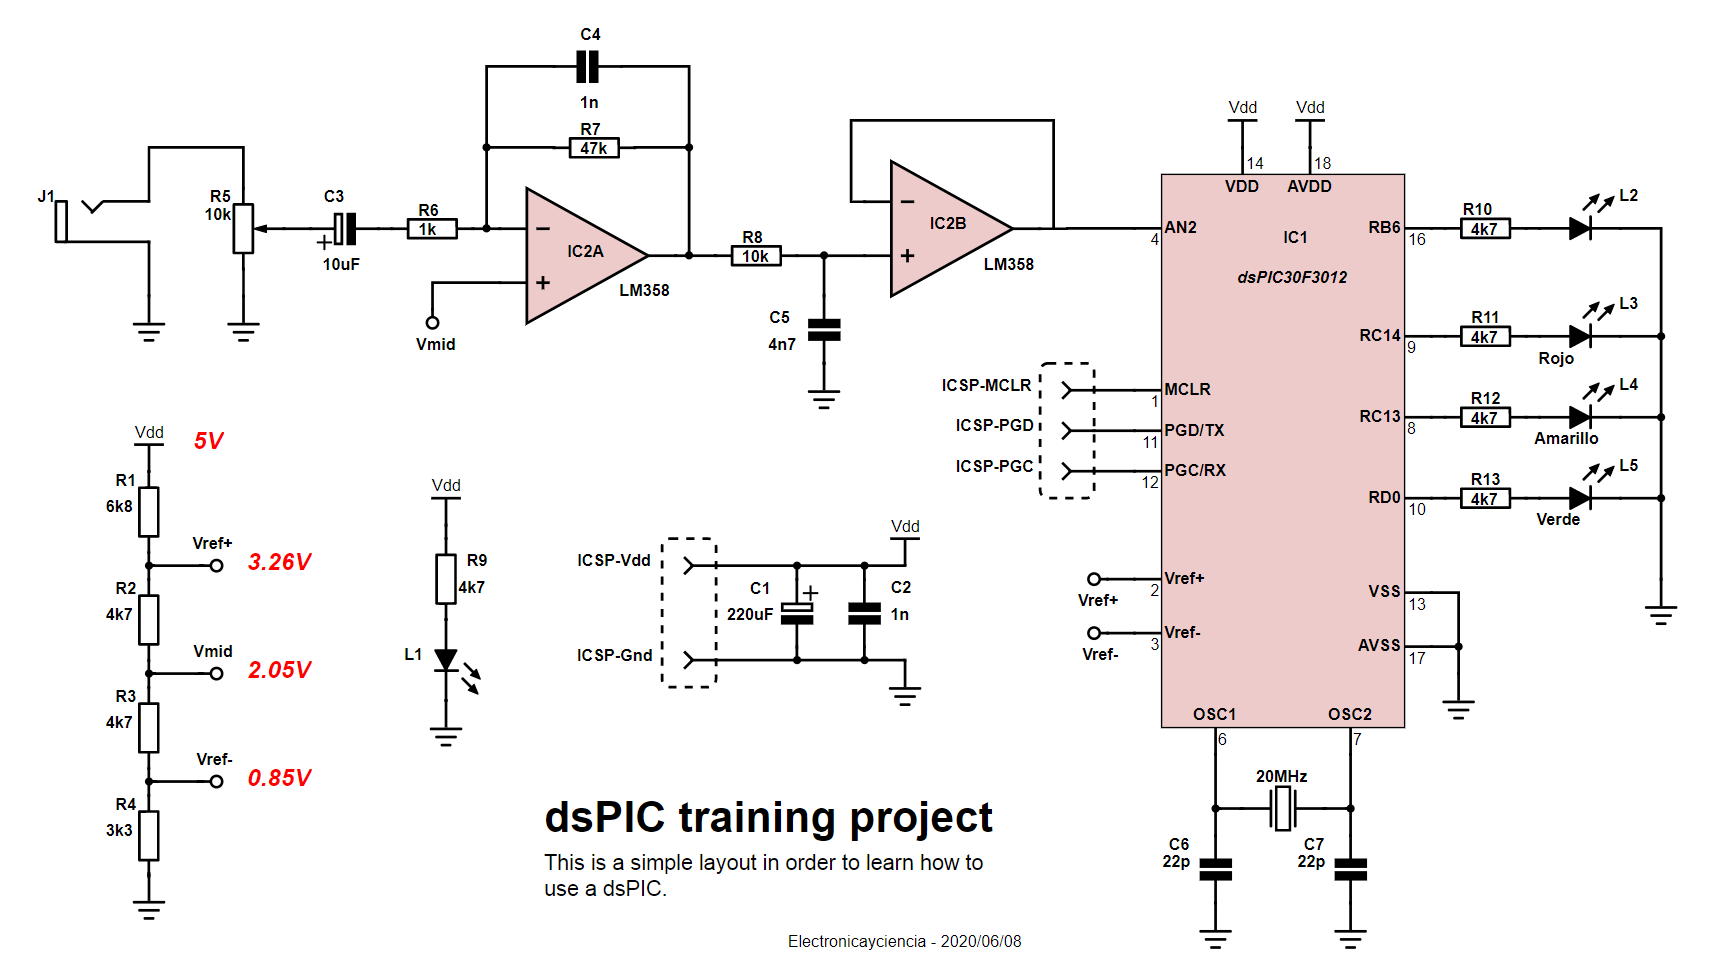 C4
1n
R7
47k
J1
R5
10k
C3
+
10uF
R6
1k
−
+
IC2A
LM358
Vmid
R8
10k
C5
4n7
−
+
IC2B
LM358
Vdd
Vdd
14
18
VDD
AVDD
AN2
4
IC1
dsPIC30F3012
RB6
16
R10
4k7
L2
RC14
9
R11
4k7
L3
Rojo
RC13
8
R12
4k7
L4
Amarillo
RD0
10
R13
4k7
L5
Verde
ICSP-MCLR
MCLR
1
ICSP-PGD
PGD/TX
11
ICSP-PGC
PGC/RX
12
Vref+
Vref+
2
Vref-
Vref-
3
VSS
13
AVSS
17
OSC1
6
OSC2
7
20MHz
C6
22p
C7
22p
Vdd
5V
R1
6k8
Vref+
3.26V
R2
4k7
Vmid
2.05V
R3
4k7
Vref-
0.85V
R4
3k3
Vdd
R9
4k7
L1
ICSP-Vdd
ICSP-Gnd
C1
+
220uF
C2
1n
Vdd
dsPIC training project
This is a simple layout in order to learn how to
use a dsPIC.
Electronicayciencia - 2020/06/08